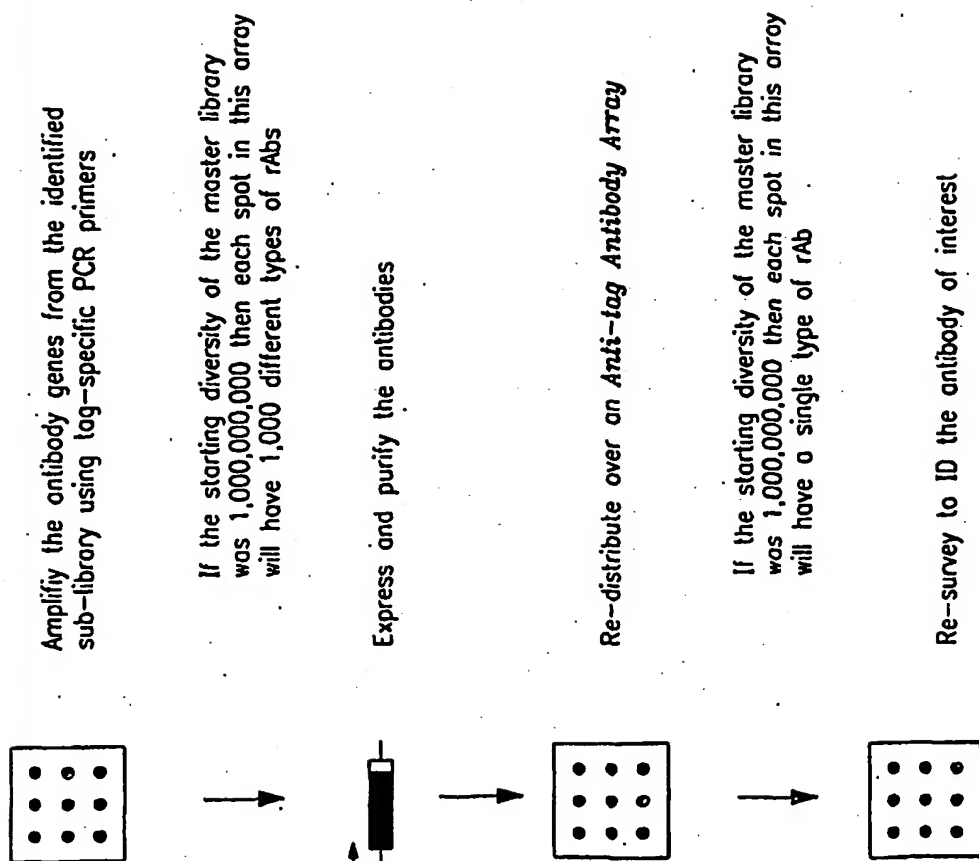 Amplifiy the antibody genes from the identified
sub-library using tag-specific PCR primers
If the starting diversity of the master library
was 1,000,000,000 then each spot in this array
will have 1,000 different types of rAbs
Express and purify the antibodies
Re-distribute over an Anti-tag Antibody Array
If the starting diversity of the master library
was 1,000,000,000 then each spot in this array
will have a single type of rAb
Re-survey to ID the antibody of interest